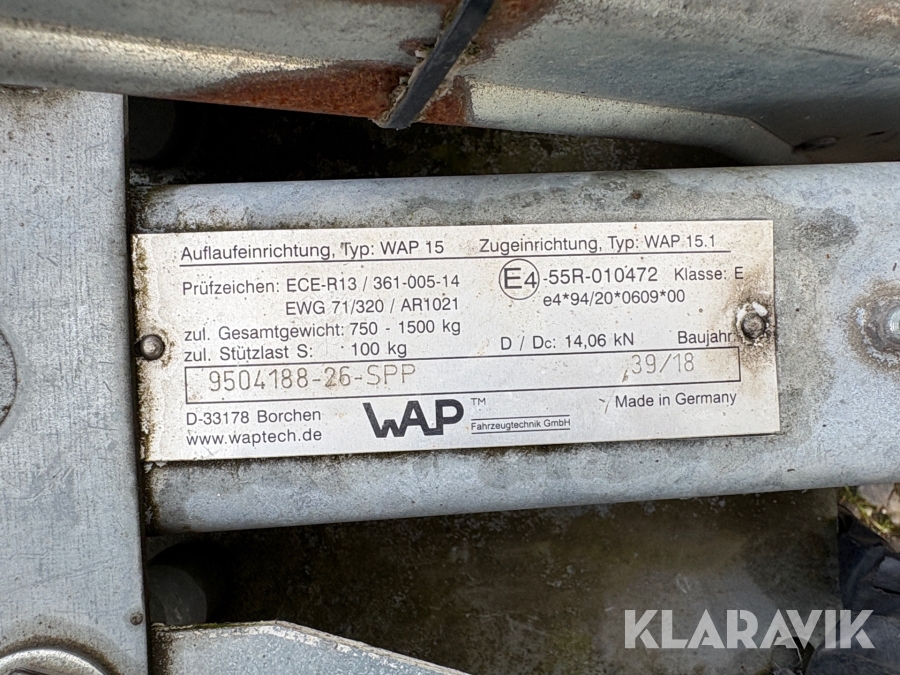 Auflaufeinrichtung, Typ: WAP 15 Zugeinrichtung, Typ: WAP 15.1
Prüfzeichen: ECE-R13 / 361-005-14 E4-55R-010472 Klasse: E
EWG 71/320 / AR1021 e4*94/20*0609*00
zul. Gesamtgewicht: 750 - 1500 kg
zul. Stützlast S: 100 kg D / Dc: 14,06 kN Baujahr
9504188-26-SPP 39/18
D-33178 Borchen WAP ™ Made in Germany
www.waptech.de Fahrzeugtechnik GmbH
KLARAVIK